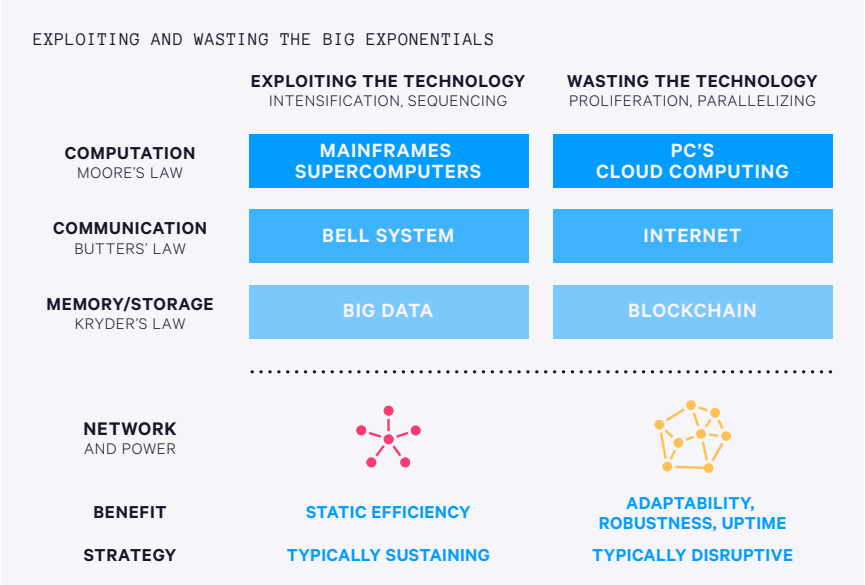 EXPLOITING AND WASTING THE BIG EXPONENTIALS
EXPLOITING THE TECHNOLOGY
INTENSIFICATION, SEQUENCING
WASTING THE TECHNOLOGY
PROLIFERATION, PARALLELIZING
COMPUTATION
MOORE'S LAW
MAINFRAMES
SUPERCOMPUTERS
PC'S
CLOUD COMPUTING
COMMUNICATION
BUTTERS' LAW
BELL SYSTEM
INTERNET
MEMORY/STORAGE
KRYDER'S LAW
BIG DATA
BLOCKCHAIN
NETWORK
AND POWER
BENEFIT
STATIC EFFICIENCY
ADAPTABILITY,
ROBUSTNESS, UPTIME
STRATEGY
TYPICALLY SUSTAINING
TYPICALLY DISRUPTIVE